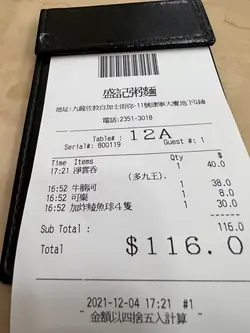 盛記粥麵
地址:九龍佐敦白加士街 號 大廈地下 舖
電話:2351-3018
Table#: 12A
Serial#: 800119 Guest #: 1
Time Items Qty $
17:21 淨雲吞 1 40.0
(多九王).
16:52 牛腩河 1 38.0
16:52 可樂 1 8.0
16:52 加炸鯪魚球4隻 1 30.0
Sub Total : 116.0
Total $116.0
2021-12-04 17:21 #1
金額以四捨五入計算